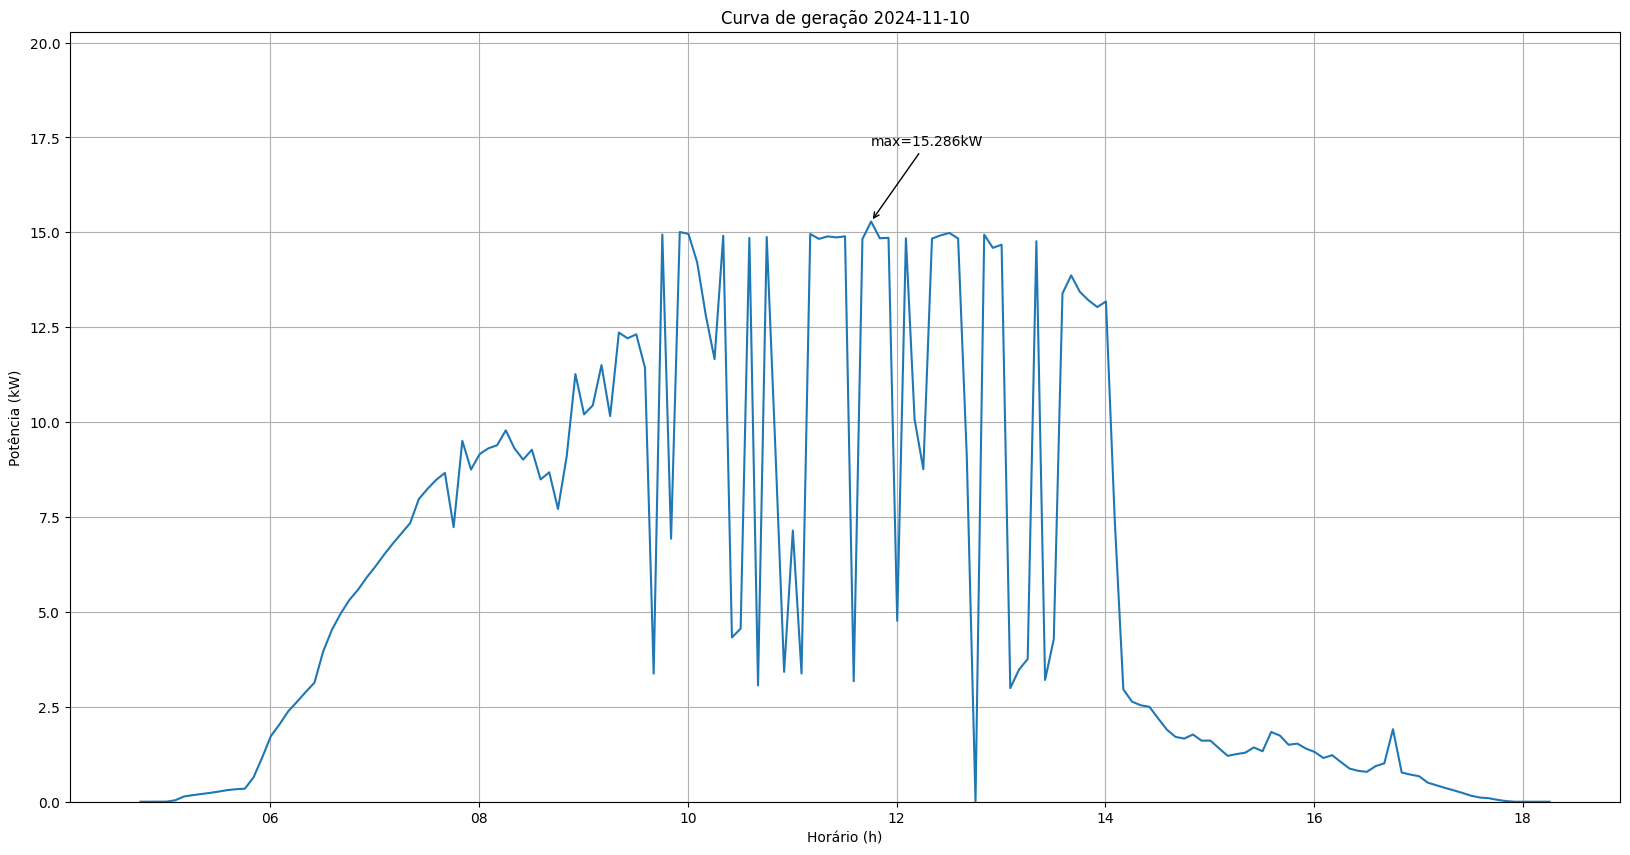 Curva de geração 2024-11-10
20.0
17.5
15.0
12.5
10.0
7.5
5.0
2.5
0.0
Potência (kW)
max=15.286kW
06 08 10 12 14 16 18
Horário (h)